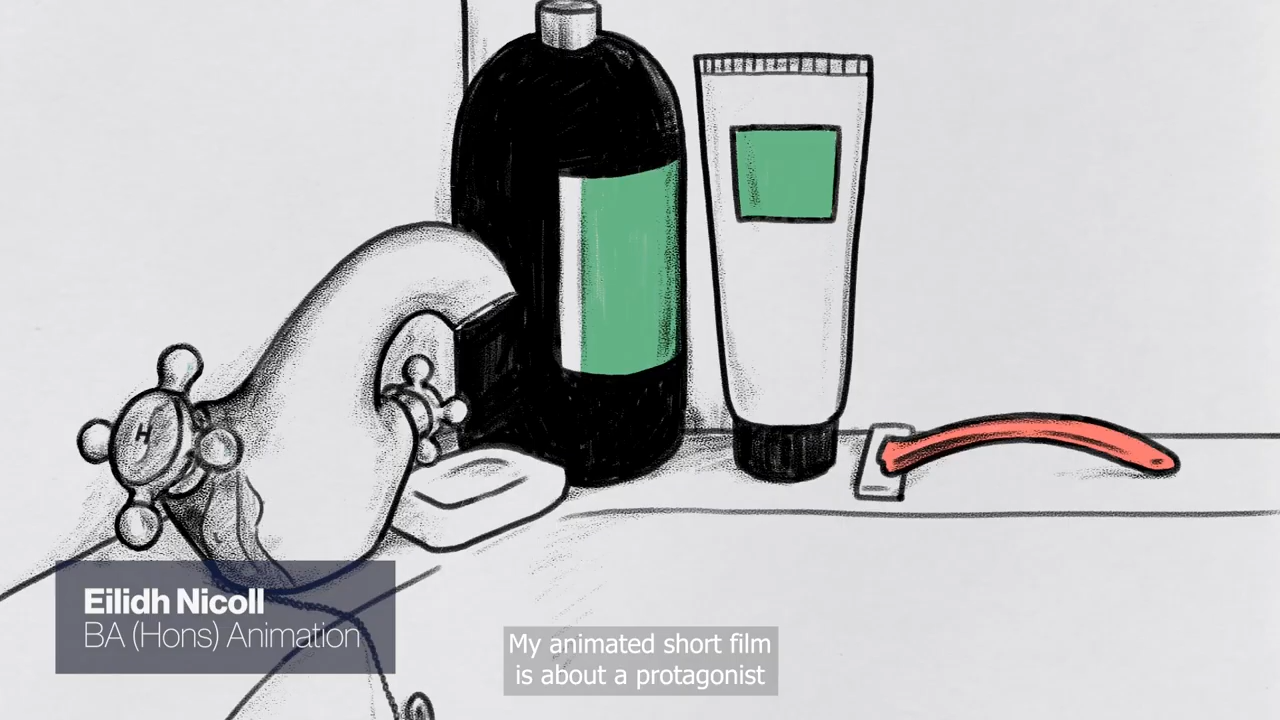 H
Eilidh Nicoll
BA (Hons) Animation
My animated short film
is about a protagonist